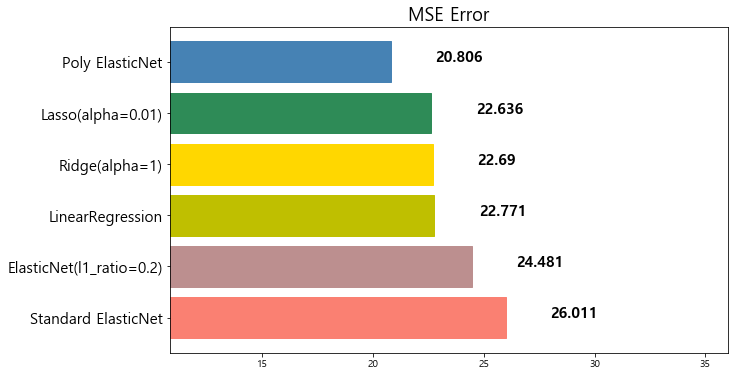 MSE Error
Poly ElasticNet 20.806
Lasso(alpha=0.01) 22.636
Ridge(alpha=1) 22.69
LinearRegression 22.771
ElasticNet(l1_ratio=0.2) 24.481
Standard ElasticNet 26.011
15 20 25 30 35